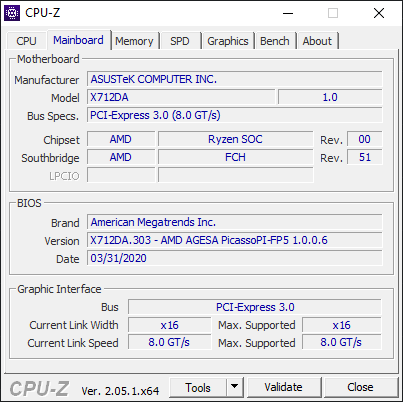 CPU-Z
CPU Mainboard Memory SPD Graphics Bench About
Motherboard
Manufacturer ASUSTeK COMPUTER INC.
Model X712DA 1.0
Bus Specs. PCI-Express 3.0 (8.0 GT/s)
Chipset AMD Ryzen SOC Rev. 00
Southbridge AMD FCH Rev. 51
LPCIO
BIOS
Brand American Megatrends Inc.
Version X712DA.303 - AMD AGESA PicassoPI-FP5 1.0.0.6
Date 03/31/2020
Graphic Interface
Bus PCI-Express 3.0
Current Link Width x16 Max. Supported x16
Current Link Speed 8.0 GT/s Max. Supported 8.0 GT/s
CPU-Z Ver. 2.05.1.x64 Tools Validate Close